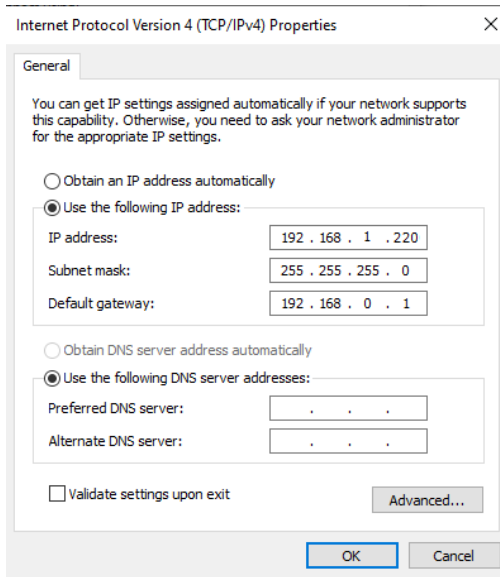 Internet Protocol Version 4 (TCP/IPv4) Properties
General
You can get IP settings assigned automatically if your network supports
this capability. Otherwise, you need to ask your network administrator
for the appropriate IP settings.
Obtain an IP address automatically
Use the following IP address:
IP address: 192 . 168 . 1 . 220
Subnet mask: 255 . 255 . 255 . 0
Default gateway: 192 . 168 . 0 . 1
Obtain DNS server address automatically
Use the following DNS server addresses:
Preferred DNS server: . . .
Alternate DNS server: . . .
Validate settings upon exit
Advanced...
OK Cancel